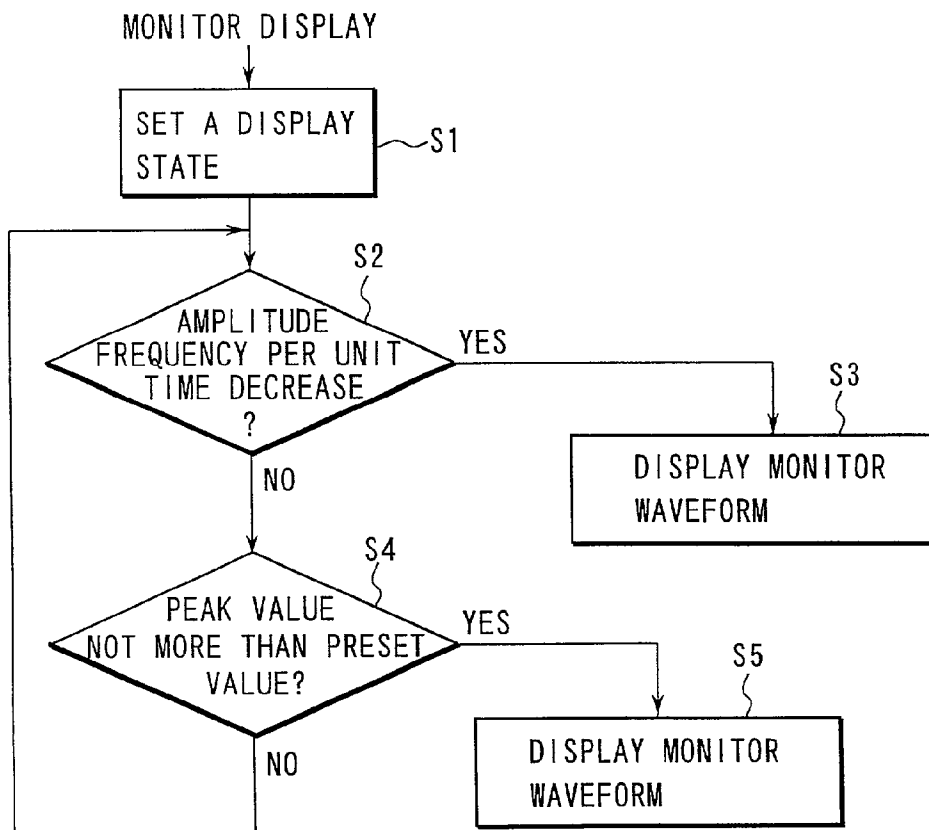 MONITOR DISPLAY
SET A DISPLAY
STATE
S1
S2
AMPLITUDE
FREQUENCY PER UNIT
TIME DECREASE
?
YES
S3
DISPLAY MONITOR
WAVEFORM
NO
S4
PEAK VALUE
NOT MORE THAN PRESET
VALUE?
YES
S5
DISPLAY MONITOR
WAVEFORM
NO